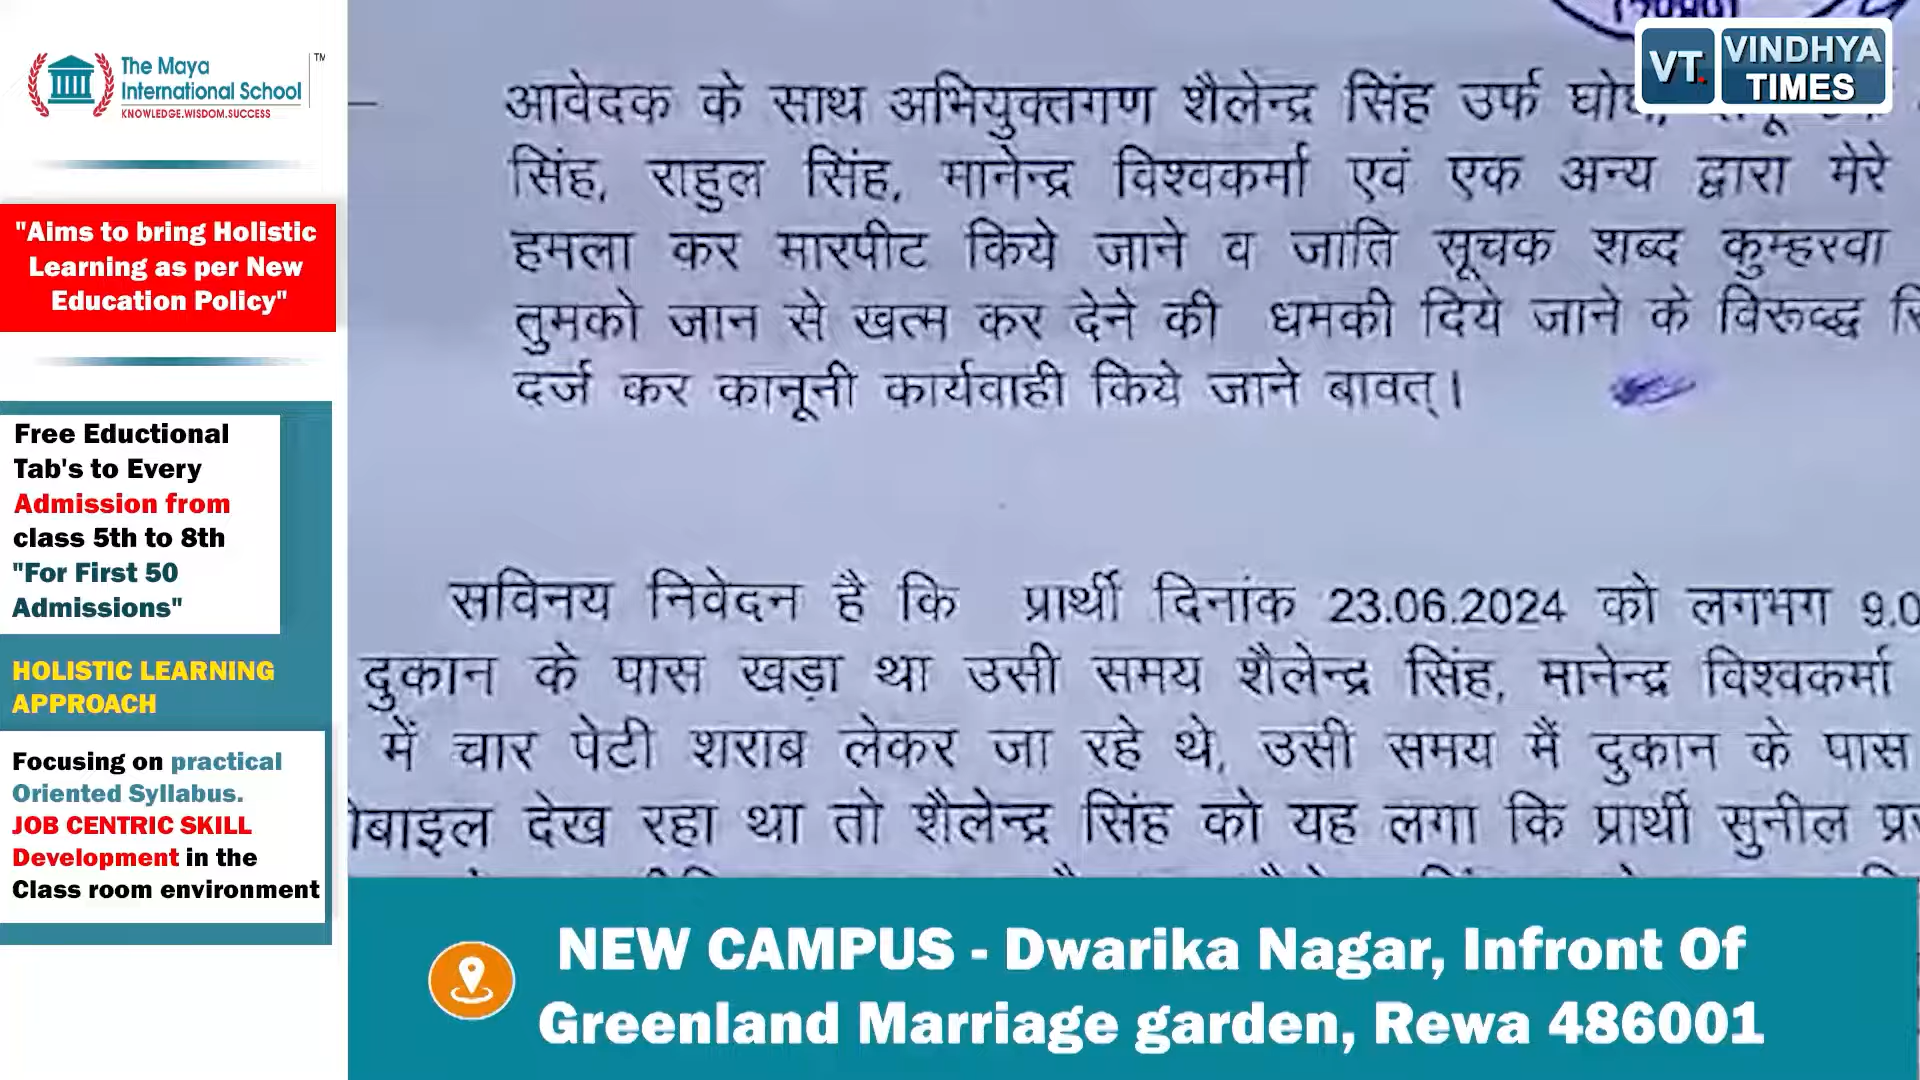 The Maya
International School
TM
KNOWLEDGE.WISDOM.SUCCESS
"Aims to bring Holistic
Learning as per New
Education Policy"
Free Eductional
Tab's to Every
Admission from
class 5th to 8th
"For First 50
Admissions"
HOLISTIC LEARNING
APPROACH
Focusing on practical
Oriented Syllabus.
JOB CENTRIC SKILL
Development in the
Class room environment
VT.
VINDHYA
TIMES
आवेदक के साथ अभियुक्तगण शैलेन्द्र सिंह उर्फ
सिंह, राहुल सिंह, मानेन्द्र विश्वकर्मा एवं एक अन्य द्वारा मेरे
हमला कर मारपीट किये जाने व जाति सूचक शब्द कुम्हरवा
तुमको जान से खत्म कर देने की धमकी दिये जाने के विरूद्ध
दर्ज कर कानूनी कार्यवाही किये जाने बावत्।
सविनय निवेदन है कि प्रार्थी दिनांक 23.06.2024 को लगभग 9.0
दुकान के पास खड़ा था उसी समय शैलेन्द्र सिंह, मानेन्द्र विश्वकर्मा
में चार पेटी शराब लेकर जा रहे थे, उसी समय मैं दुकान के पास
देख रहा था तो शैलेन्द्र सिंह को यह लगा कि प्रार्थी सुनील
NEW CAMPUS - Dwarika Nagar, Infront Of
Greenland Marriage garden, Rewa 486001